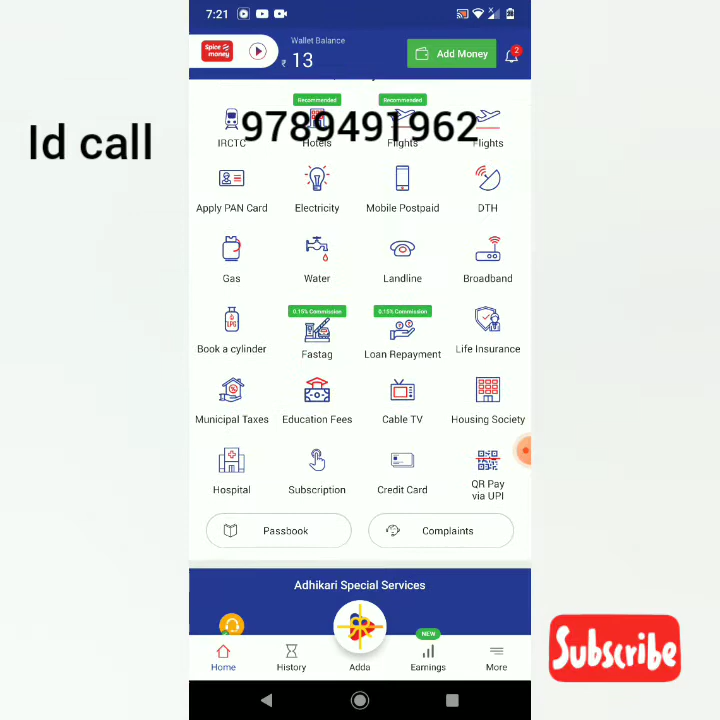 7:21
Spice money
Wallet Balance
₹ 13
Add Money
2
Id call 9789491962
Recommended Recommended
IRCTC Hotels Flights Flights
Apply PAN Card Electricity Mobile Postpaid DTH
Gas Water Landline Broadband
LPG
0.15% Commission 0.15% Commission
Book a cylinder Fastag Loan Repayment Life Insurance
Municipal Taxes Education Fees Cable TV Housing Society
Hospital Subscription Credit Card QR Pay
via UPI
Passbook Complaints
Adhikari Special Services
NEW
Home History Adda Earnings More
Subscribe